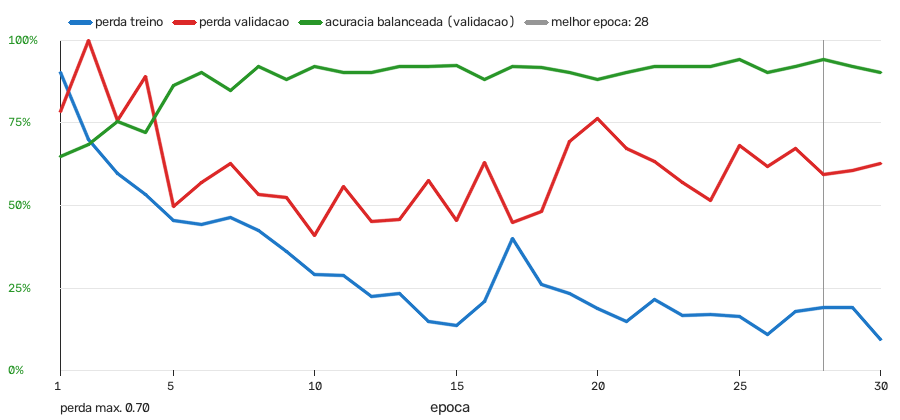 perda treino perda validacao acuracia balanceada (validacao) melhor epoca: 28
100%
75%
50%
25%
0%
1 5 10 15 20 25 30
perda max. 0.70 epoca